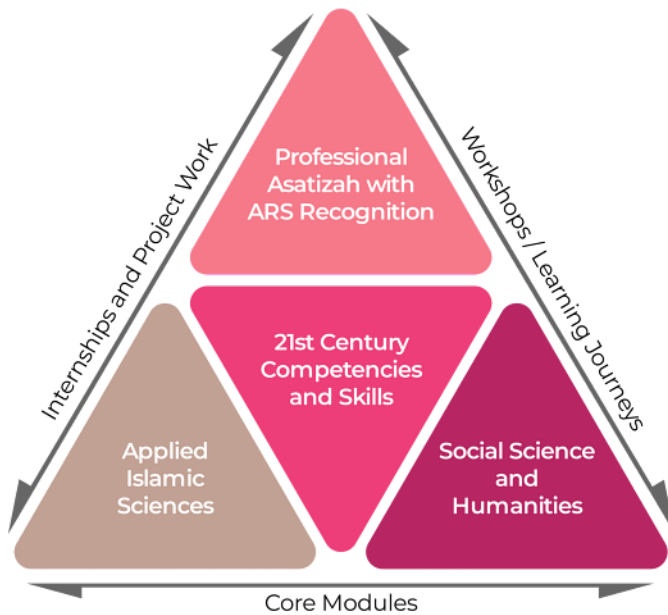 Professional
Asatizah with
ARS Recognition
Internships and Project Work
Workshops / Learning Journeys
21st Century
Competencies
and Skills
Applied
Islamic
Sciences
Social Science
and
Humanities
Core Modules